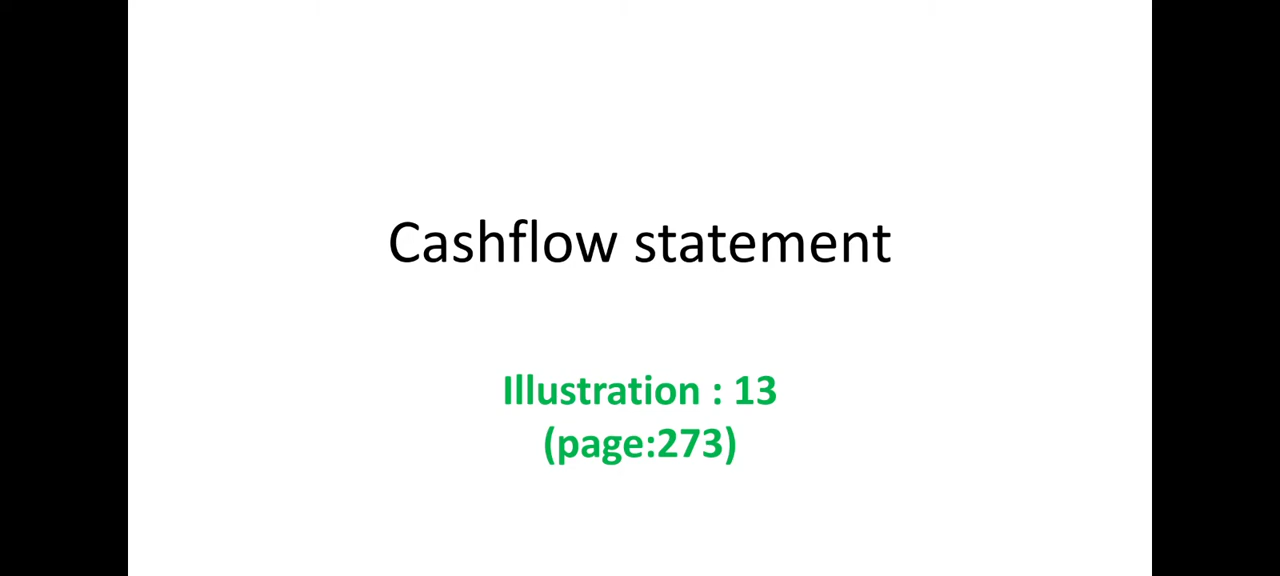 Cashflow statement
Illustration : 13
(page:273)